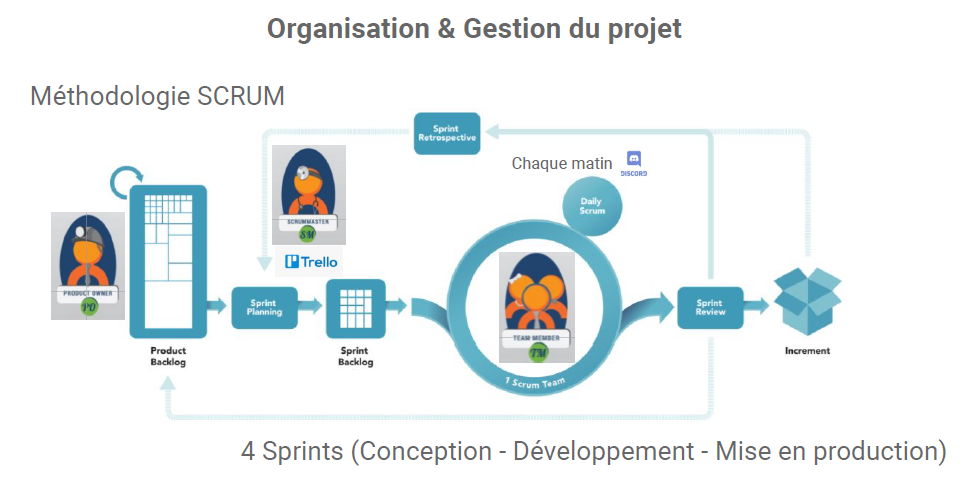 Organisation & Gestion du projet
Méthodologie SCRUM
Sprint
Retrospective
Chaque matin
DISCORD
Daily
Scrum
SCRUMMASTER
SM
Trello
PRODUCT OWNER
PO
Sprint
Planning
TEAM MEMBER
TM
Sprint
Review
Product
Backlog
Sprint
Backlog
1 Scrum Team
Increment
4 Sprints (Conception - Développement - Mise en production)